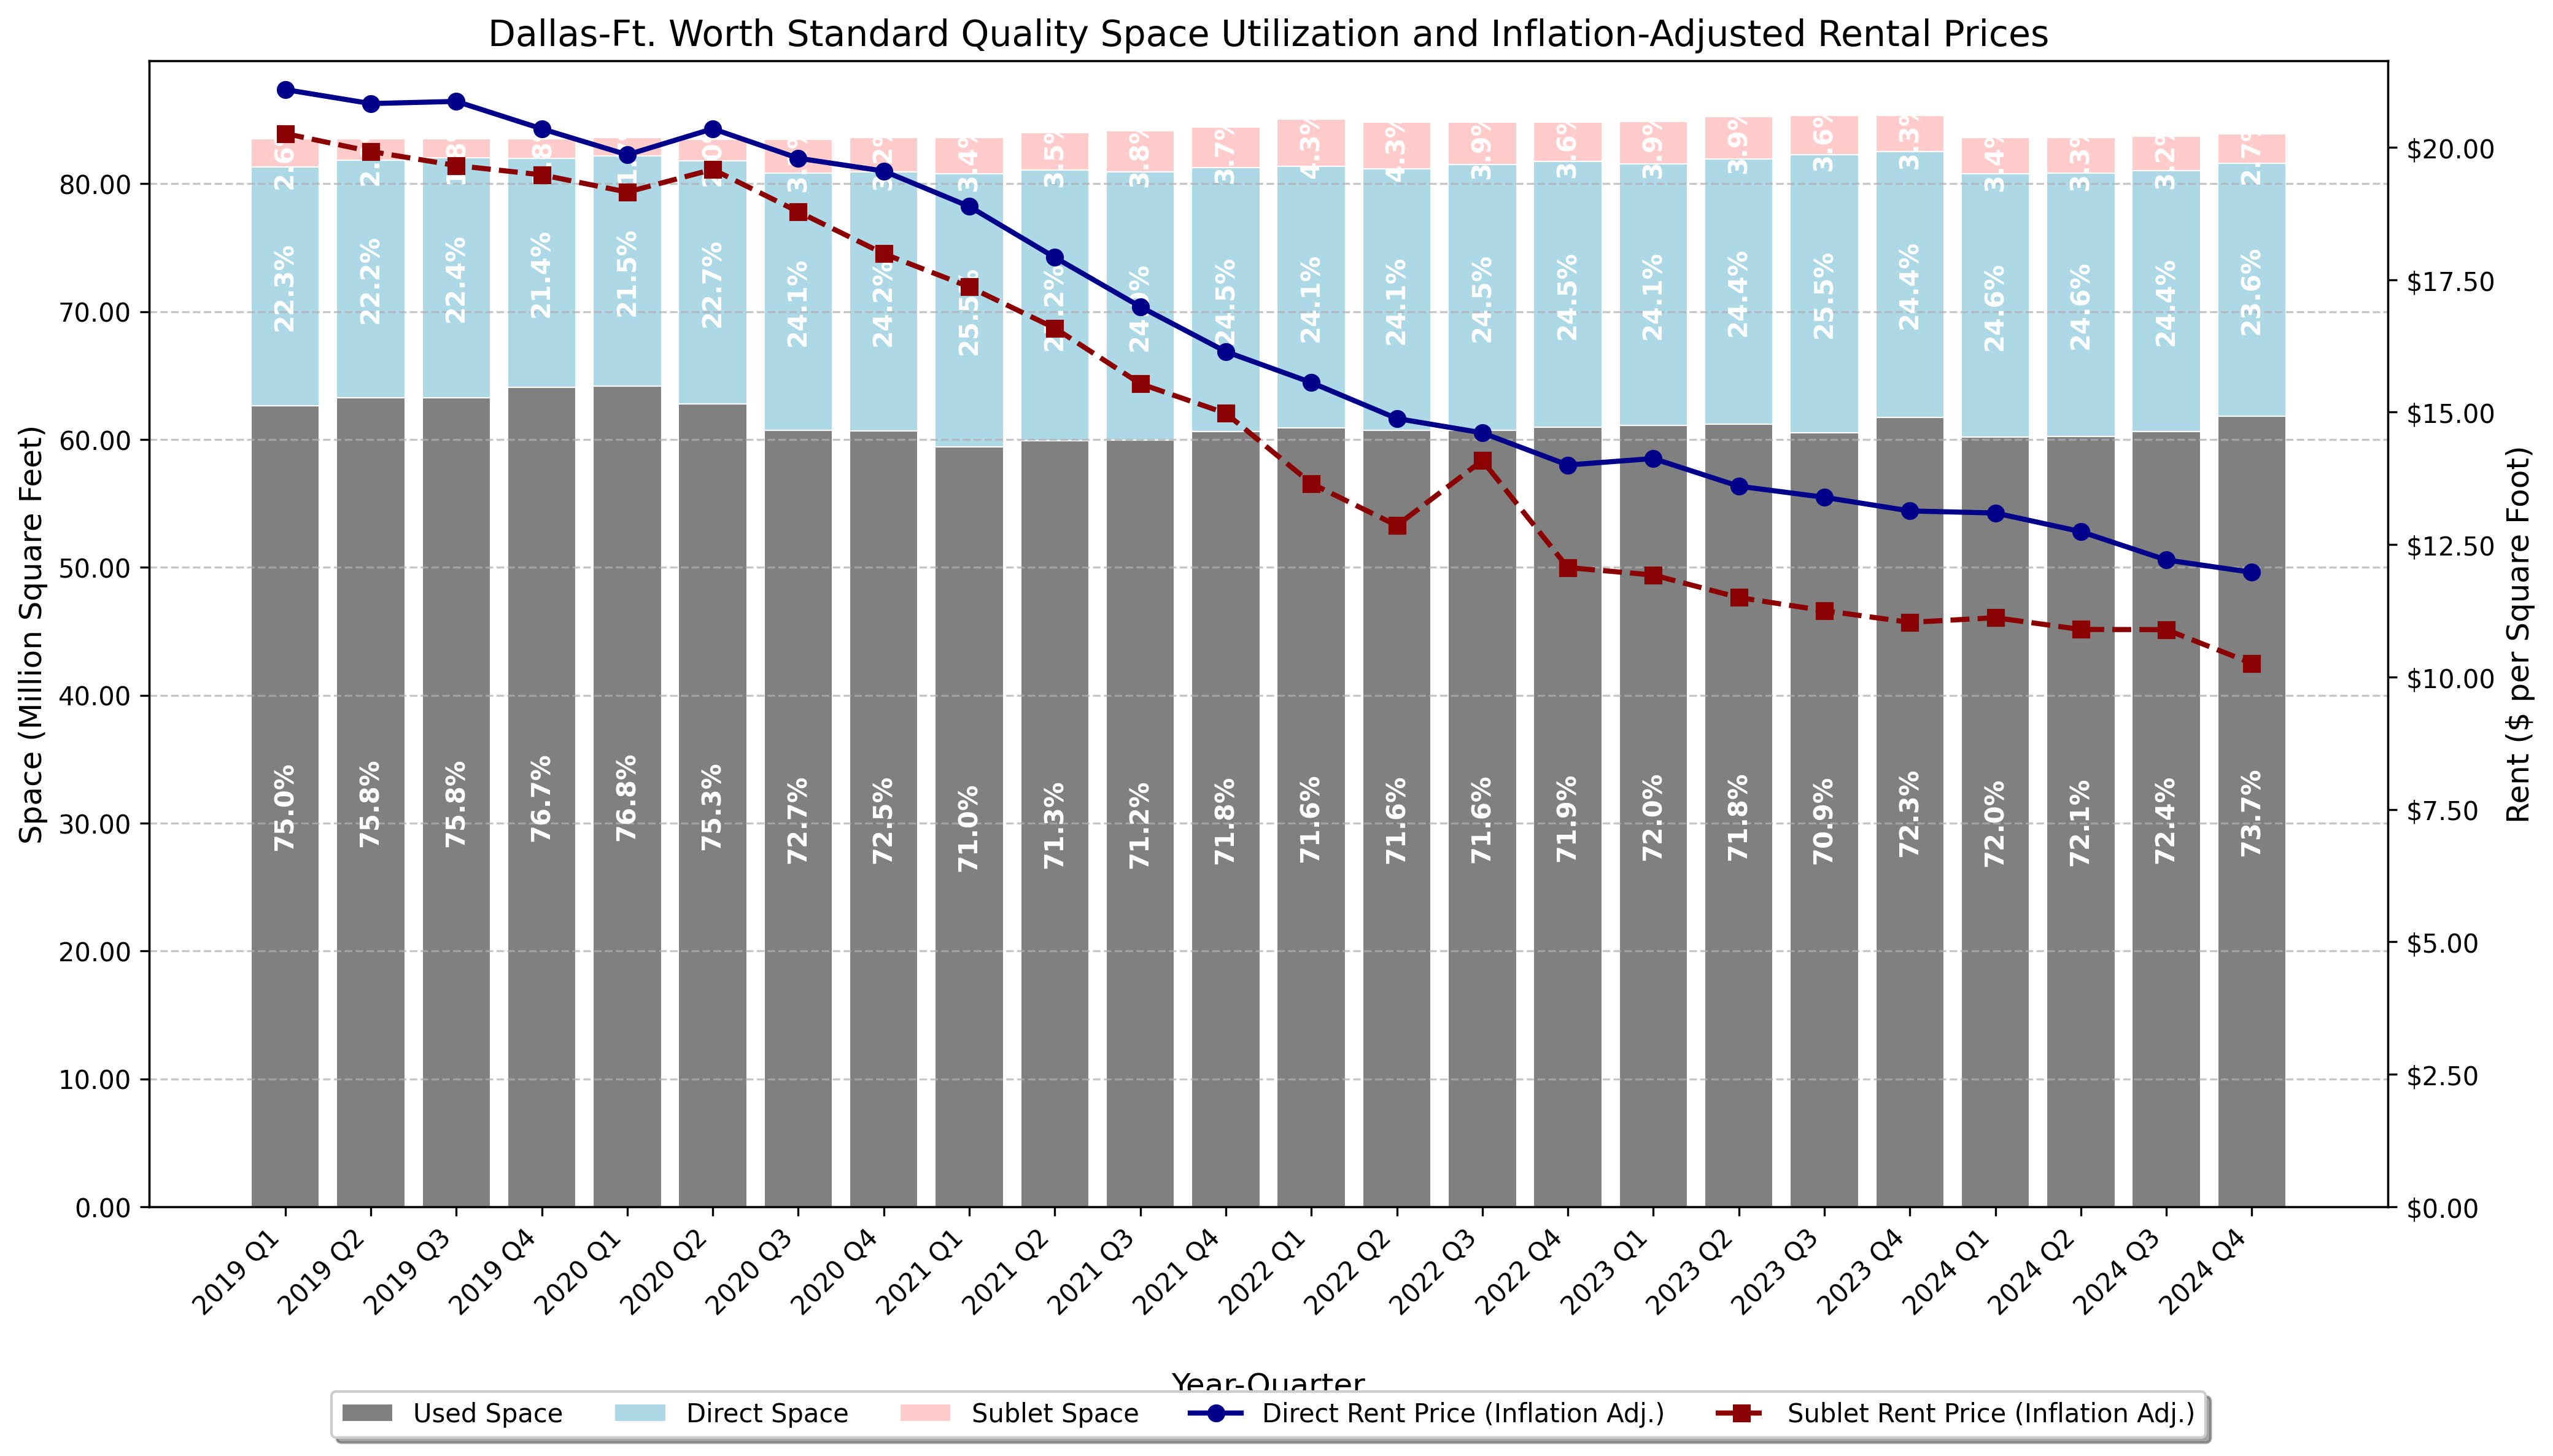 Dallas-Ft. Worth Standard Quality Space Utilization and Inflation-Adjusted Rental Prices
Space (Million Square Feet)
80.00
70.00
60.00
50.00
40.00
30.00
20.00
10.00
0.00
$20.00
$17.50
$15.00
$12.50
$10.00
$7.50
$5.00
$2.50
$0.00
Rent ($ per Square Foot)
3.4%
3.5%
3.8%
3.7%
4.3%
4.3%
3.9%
3.6%
3.9%
3.9%
3.6%
3.3%
3.4%
3.3%
3.2%
2.7%
22.3%
22.2%
22.4%
21.4%
21.5%
22.7%
24.1%
24.2%
25.5%
24.5%
24.1%
24.1%
24.5%
24.5%
24.1%
24.4%
25.5%
24.4%
24.6%
24.6%
24.4%
23.6%
75.0%
75.8%
75.8%
76.7%
76.8%
75.3%
72.7%
72.5%
71.0%
71.3%
71.2%
71.8%
71.6%
71.6%
71.6%
71.9%
72.0%
71.8%
70.9%
72.3%
72.0%
72.1%
72.4%
73.7%
2019 Q1
2019 Q2
2019 Q3
2019 Q4
2020 Q1
2020 Q2
2020 Q3
2020 Q4
2021 Q1
2021 Q2
2021 Q3
2021 Q4
2022 Q1
2022 Q2
2022 Q3
2022 Q4
2023 Q1
2023 Q2
2023 Q3
2023 Q4
2024 Q1
2024 Q2
2024 Q3
2024 Q4
Year-Quarter
Used Space
Direct Space
Sublet Space
Direct Rent Price (Inflation Adj.)
Sublet Rent Price (Inflation Adj.)